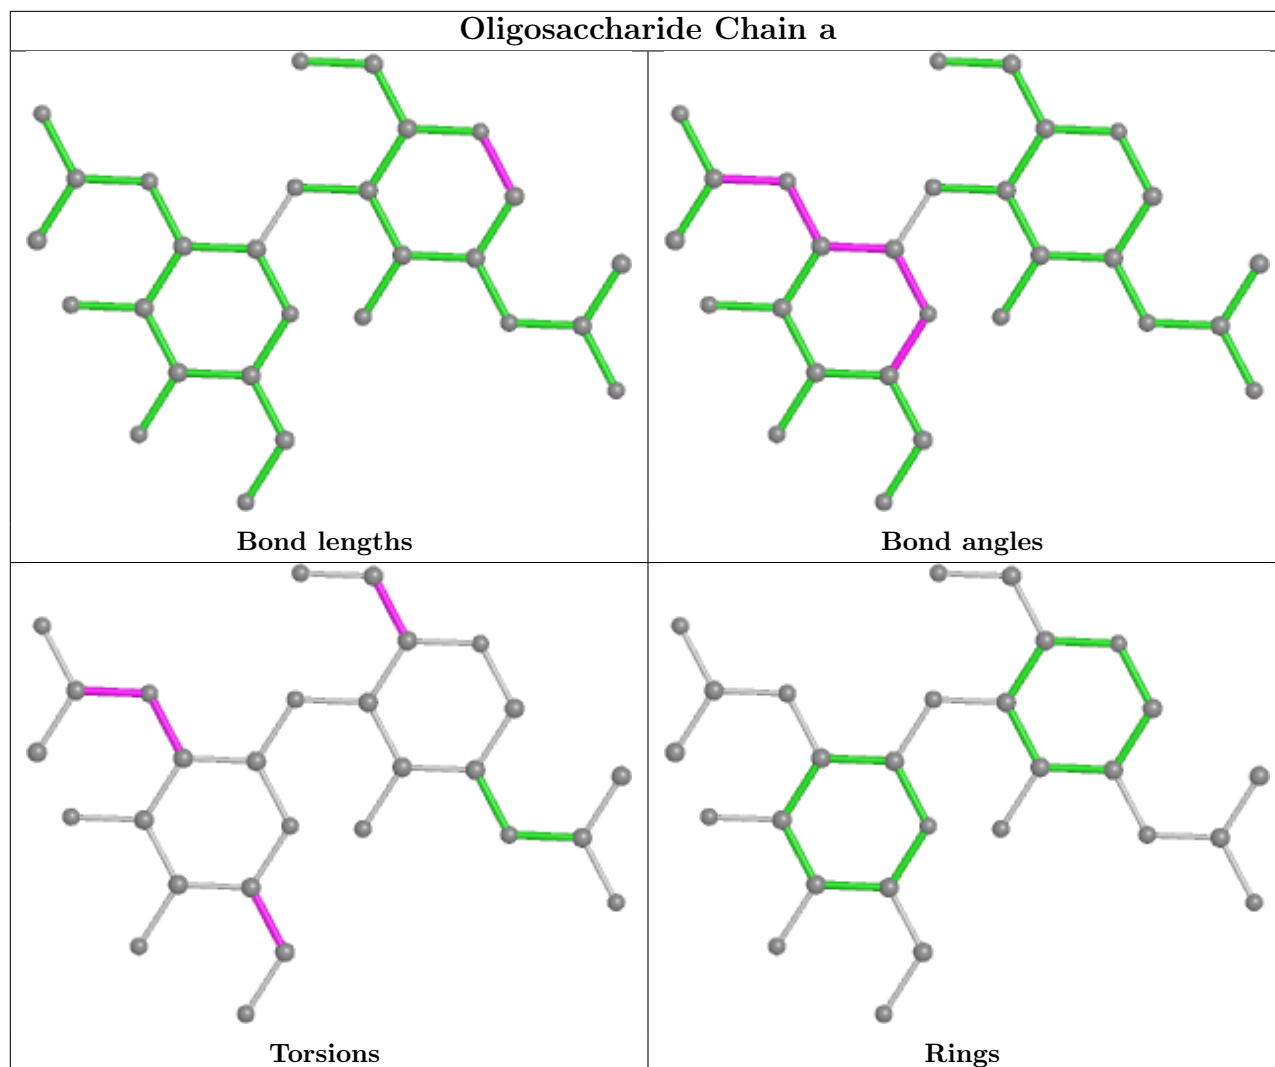 Oligosaccharide Chain a
Bond lengths
Bond angles
Torsions
Rings